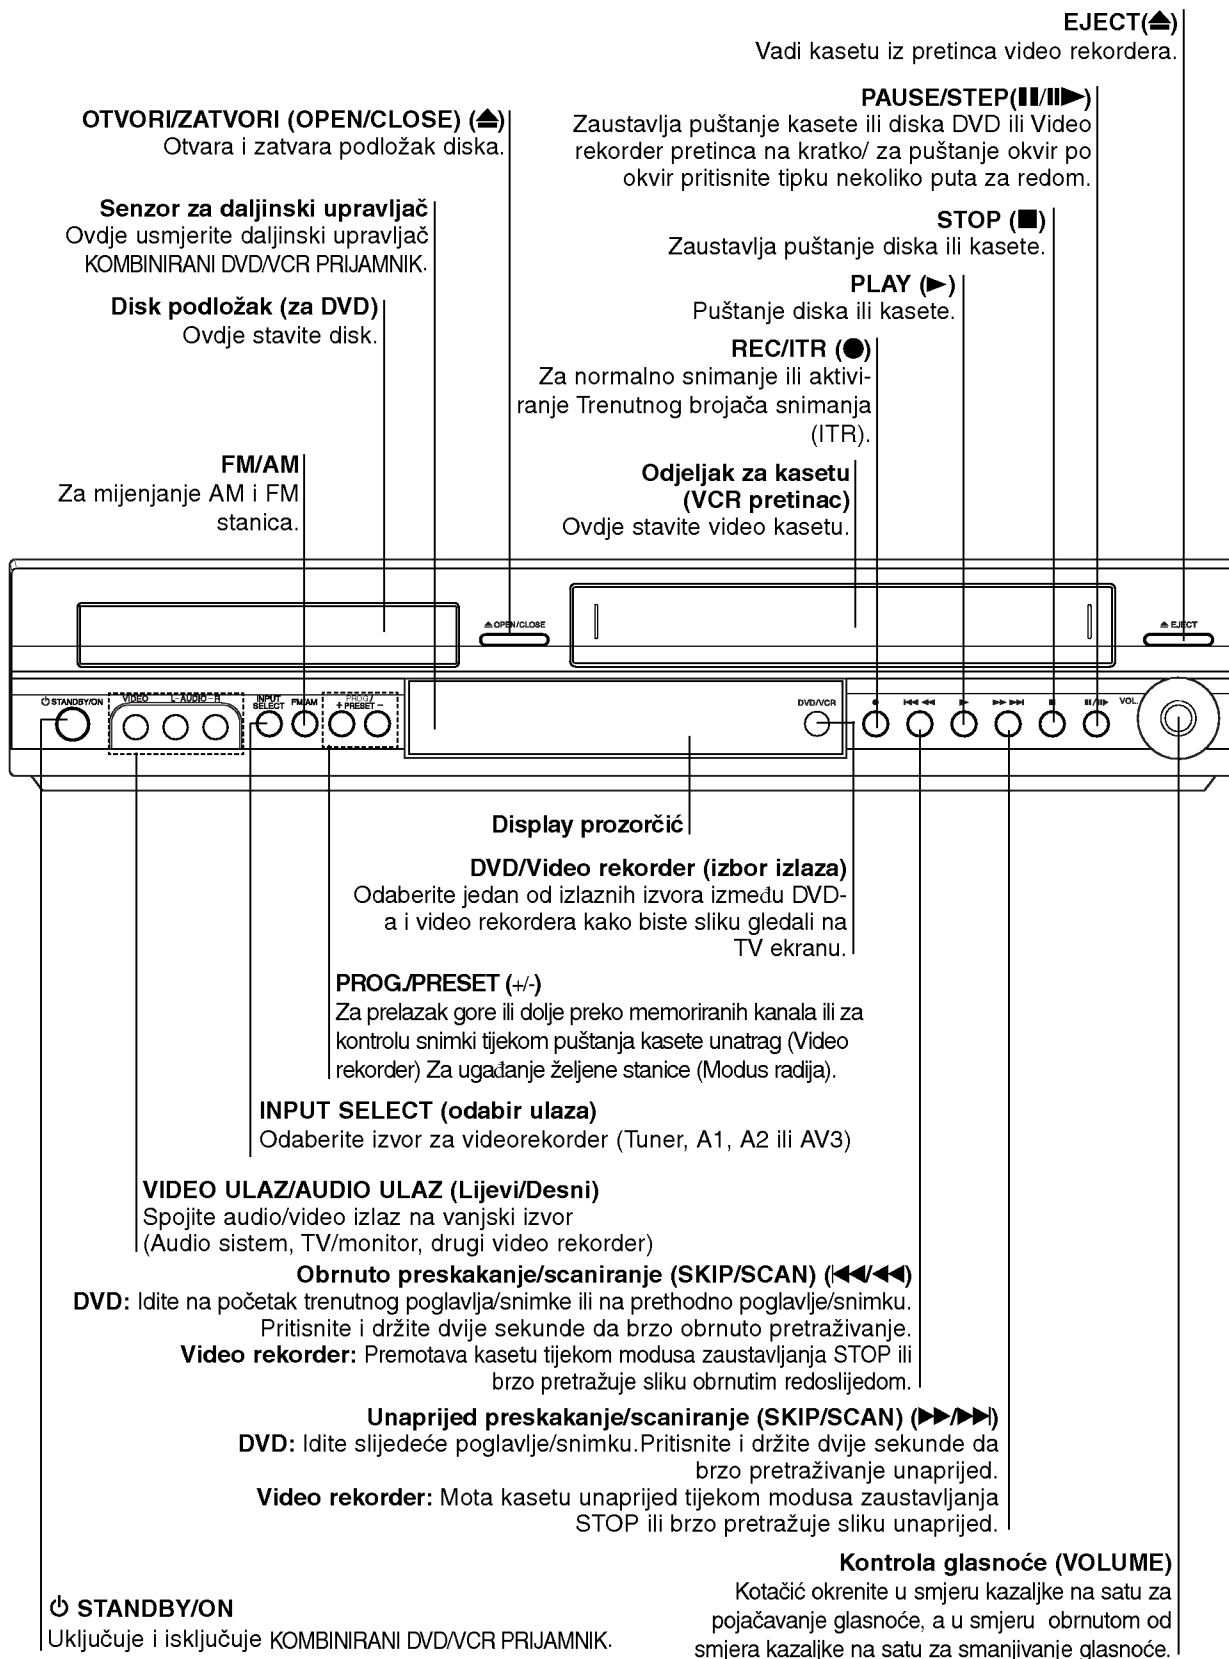 EJECT(⏏)
Vadi kasetu iz pretinca video rekordera.
PAUSE/STEP(▮▮/▮▮▶)
Zaustavlja puštanje kasete ili diska DVD ili Video
rekorder pretinca na kratko/ za puštanje okvir po
okvir pritisnite tipku nekoliko puta za redom.
OTVORI/ZATVORI (OPEN/CLOSE) (⏏)
Otvara i zatvara podložak diska.
Senzor za daljinski upravljač
Ovdje usmjerite daljinski upravljač
KOMBINIRANI DVD/VCR PRIJAMNIK.
STOP (■)
Zaustavlja puštanje diska ili kasete.
Disk podložak (za DVD)
Ovdje stavite disk.
PLAY (►)
Puštanje diska ili kasete.
REC/ITR (●)
Za normalno snimanje ili aktivi-
ranje Trenutnog brojača snimanja
(ITR).
FM/AM
Za mijenjanje AM i FM
stanica.
Odjeljak za kasetu
(VCR pretinac)
Ovdje stavite video kasetu.
⏏ OPEN/CLOSE
⏏ EJECT
⏻ STANDBY/ON
VIDEO
L-AUDIO-R
INPUT
SELECT
FM/AM
PROG./
+ PRESET -
DVD/VCR
●
⏮ ◀◀
▶
▶▶ ⏭
■
▮▮/▮▮▶
VOL.
Display prozorčić
DVD/Video rekorder (izbor izlaza)
Odaberite jedan od izlaznih izvora između DVD-
a i video rekordera kako biste sliku gledali na
TV ekranu.
PROG./PRESET (+/-)
Za prelazak gore ili dolje preko memoriranih kanala ili za
kontrolu snimki tijekom puštanja kasete unatrag (Video
rekorder) Za ugađanje željene stanice (Modus radija).
INPUT SELECT (odabir ulaza)
Odaberite izvor za videorekorder (Tuner, A1, A2 ili AV3)
VIDEO ULAZ/AUDIO ULAZ (Lijevi/Desni)
Spojite audio/video izlaz na vanjski izvor
(Audio sistem, TV/monitor, drugi video rekorder)
Obrnuto preskakanje/scaniranje (SKIP/SCAN) (⏮/◀◀)
DVD: Idite na početak trenutnog poglavlja/snimke ili na prethodno poglavlje/snimku.
Pritisnite i držite dvije sekunde da brzo obrnuto pretraživanje.
Video rekorder: Premotava kasetu tijekom modusa zaustavljanja STOP ili
brzo pretražuje sliku obrnutim redoslijedom.
Unaprijed preskakanje/scaniranje (SKIP/SCAN) (▶▶/⏭)
DVD: Idite slijedeće poglavlje/snimku.Pritisnite i držite dvije sekunde da
brzo pretraživanje unaprijed.
Video rekorder: Mota kasetu unaprijed tijekom modusa zaustavljanja
STOP ili brzo pretražuje sliku unaprijed.
Kontrola glasnoće (VOLUME)
Kotačić okrenite u smjeru kazaljke na satu za
pojačavanje glasnoće, a u smjeru obrnutom od
smjera kazaljke na satu za smanjivanje glasnoće.
⏻ STANDBY/ON
Uključuje i isključuje KOMBINIRANI DVD/VCR PRIJAMNIK.